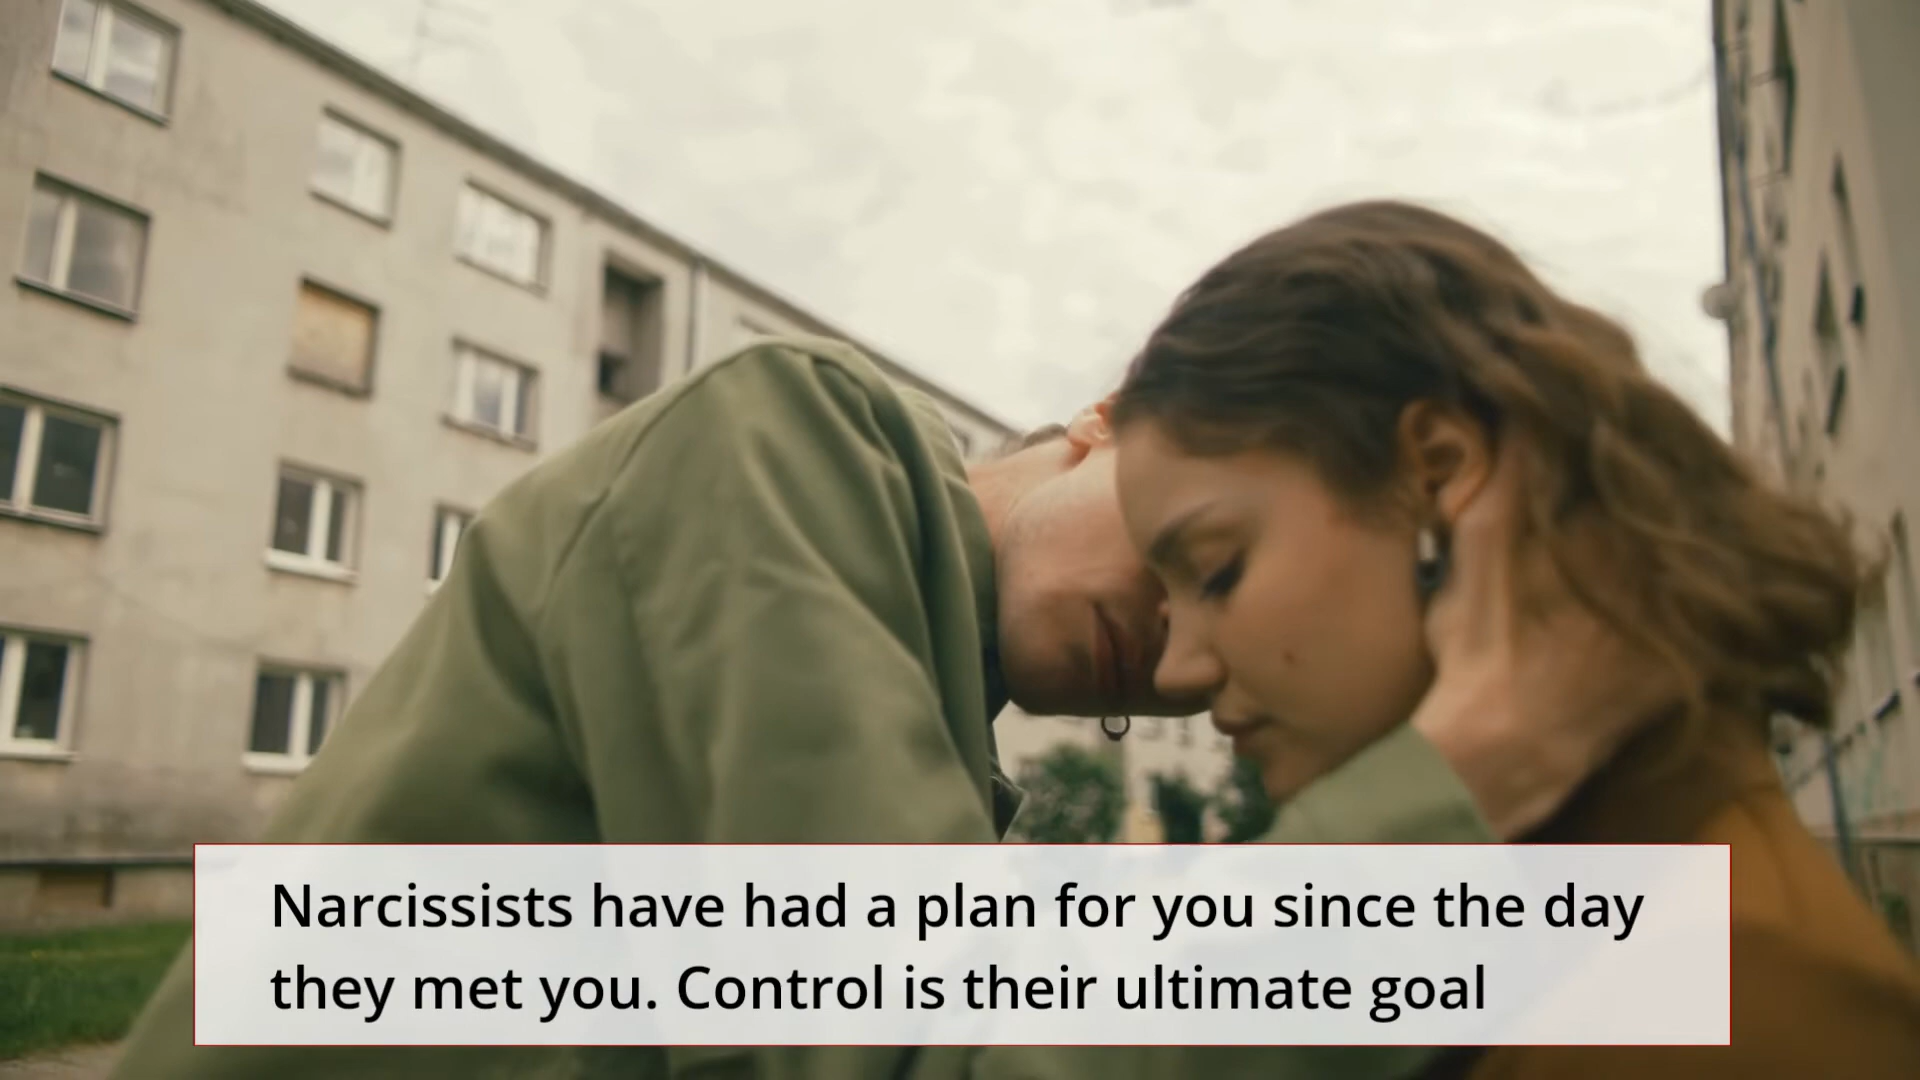 Narcissists have had a plan for you since the day
they met you. Control is their ultimate goal